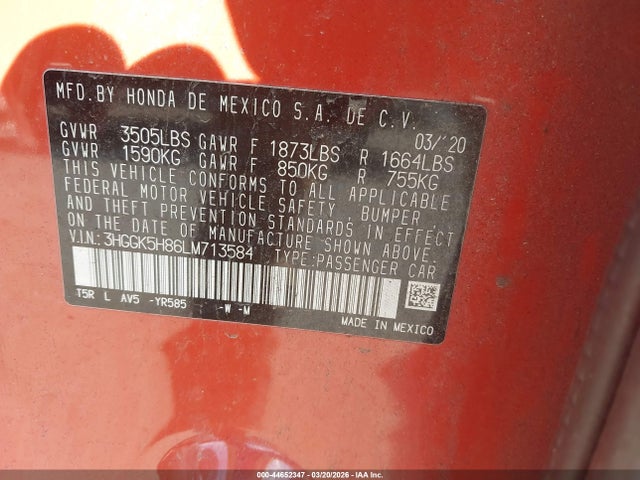 MFD.BY HONDA DE MEXICO S.A. DE C.V.
03/'20
GVWR 3505LBS GAWR F 1873LBS R 1664LBS
GVWR 1590KG GAWR F 850KG R 755KG
THIS VEHICLE CONFORMS TO ALL APPLICABLE
FEDERAL MOTOR VEHICLE SAFETY, BUMPER,
AND THEFT PREVENTION STANDARDS IN EFFECT
ON THE DATE OF MANUFACTURE SHOWN ABOVE.
V.IN: 3HGGK5H86LM713584 TYPE:PASSENGER CAR
T5R L AV5 -YR585 -W -M
MADE IN MEXICO
000-44652347 | 03/20/2026 - IAA Inc.